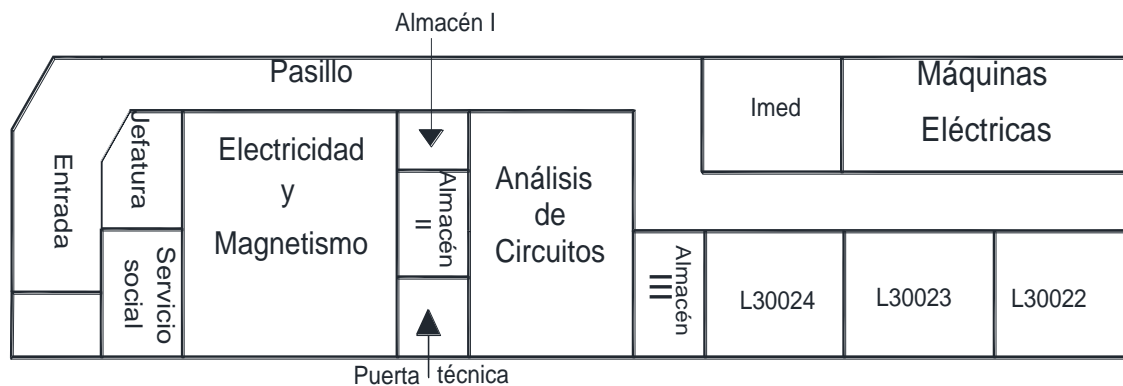 Almacén I
Pasillo
Imed
Máquinas
Eléctricas
Entrada
Jefatura
Servicio
social
Electricidad
y
Magnetismo
Almacén
II
Análisis
de
Circuitos
Almacén
III
L30024
L30023
L30022
Puerta técnica